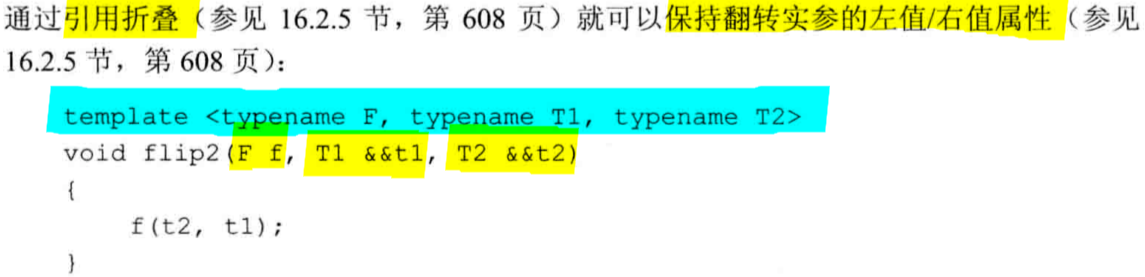 通过引用折叠（参见 16.2.5 节，第 608 页）就可以保持翻转实参的左值/右值属性（参见
16.2.5 节，第 608 页）：
template <typename F, typename T1, typename T2>
void flip2(F f, T1 &&t1, T2 &&t2)
{
    f(t2, t1);
}